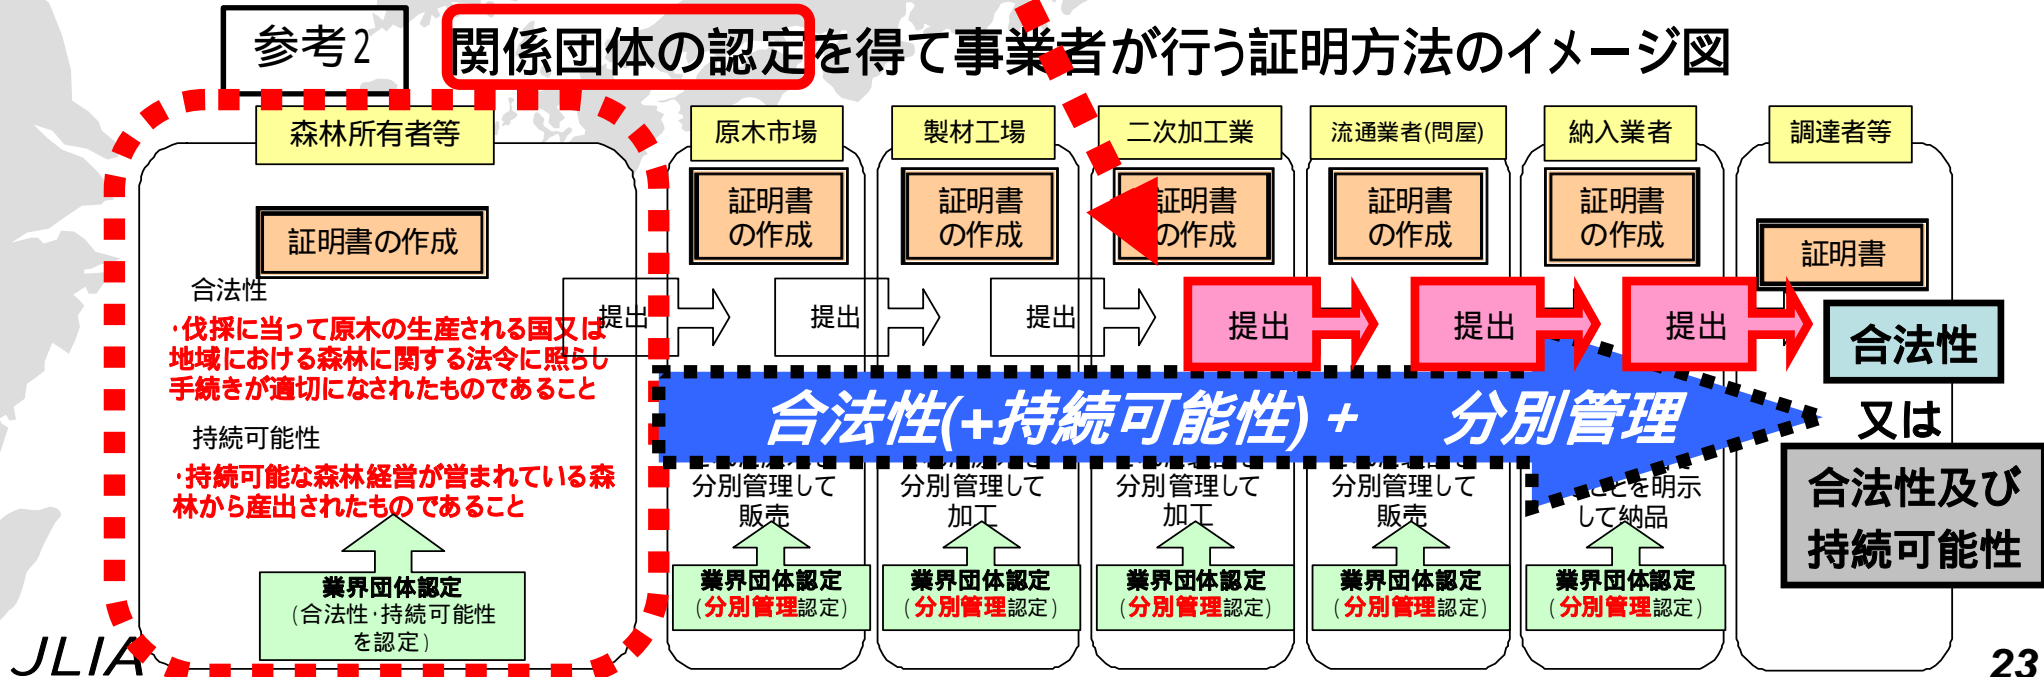 参考2
関係団体の認定を得て事業者が行う証明方法のイメージ図
森林所有者等
原木市場
製材工場
二次加工業
流通業者(問屋)
納入業者
調達者等
証明書の作成
証明書
の作成
証明書
の作成
証明書
の作成
証明書
の作成
証明書
の作成
証明書
合法性
・伐採に当って原木の生産される国又は
地域における森林に関する法令に照らし
手続きが適切になされたものであること
持続可能性
・持続可能な森林経営が営まれている森
林から産出されたものであること
提出
提出
提出
提出
提出
提出
合法性(+持続可能性)+ 分別管理
合法性
又は
合法性及び
持続可能性
分別管理して
販売
分別管理して
加工
分別管理して
加工
分別管理して
販売
ことを明示
して納品
業界団体認定
(合法性・持続可能性
を認定)
業界団体認定
(分別管理認定)
業界団体認定
(分別管理認定)
業界団体認定
(分別管理認定)
業界団体認定
(分別管理認定)
業界団体認定
(分別管理認定)
JLIA
23